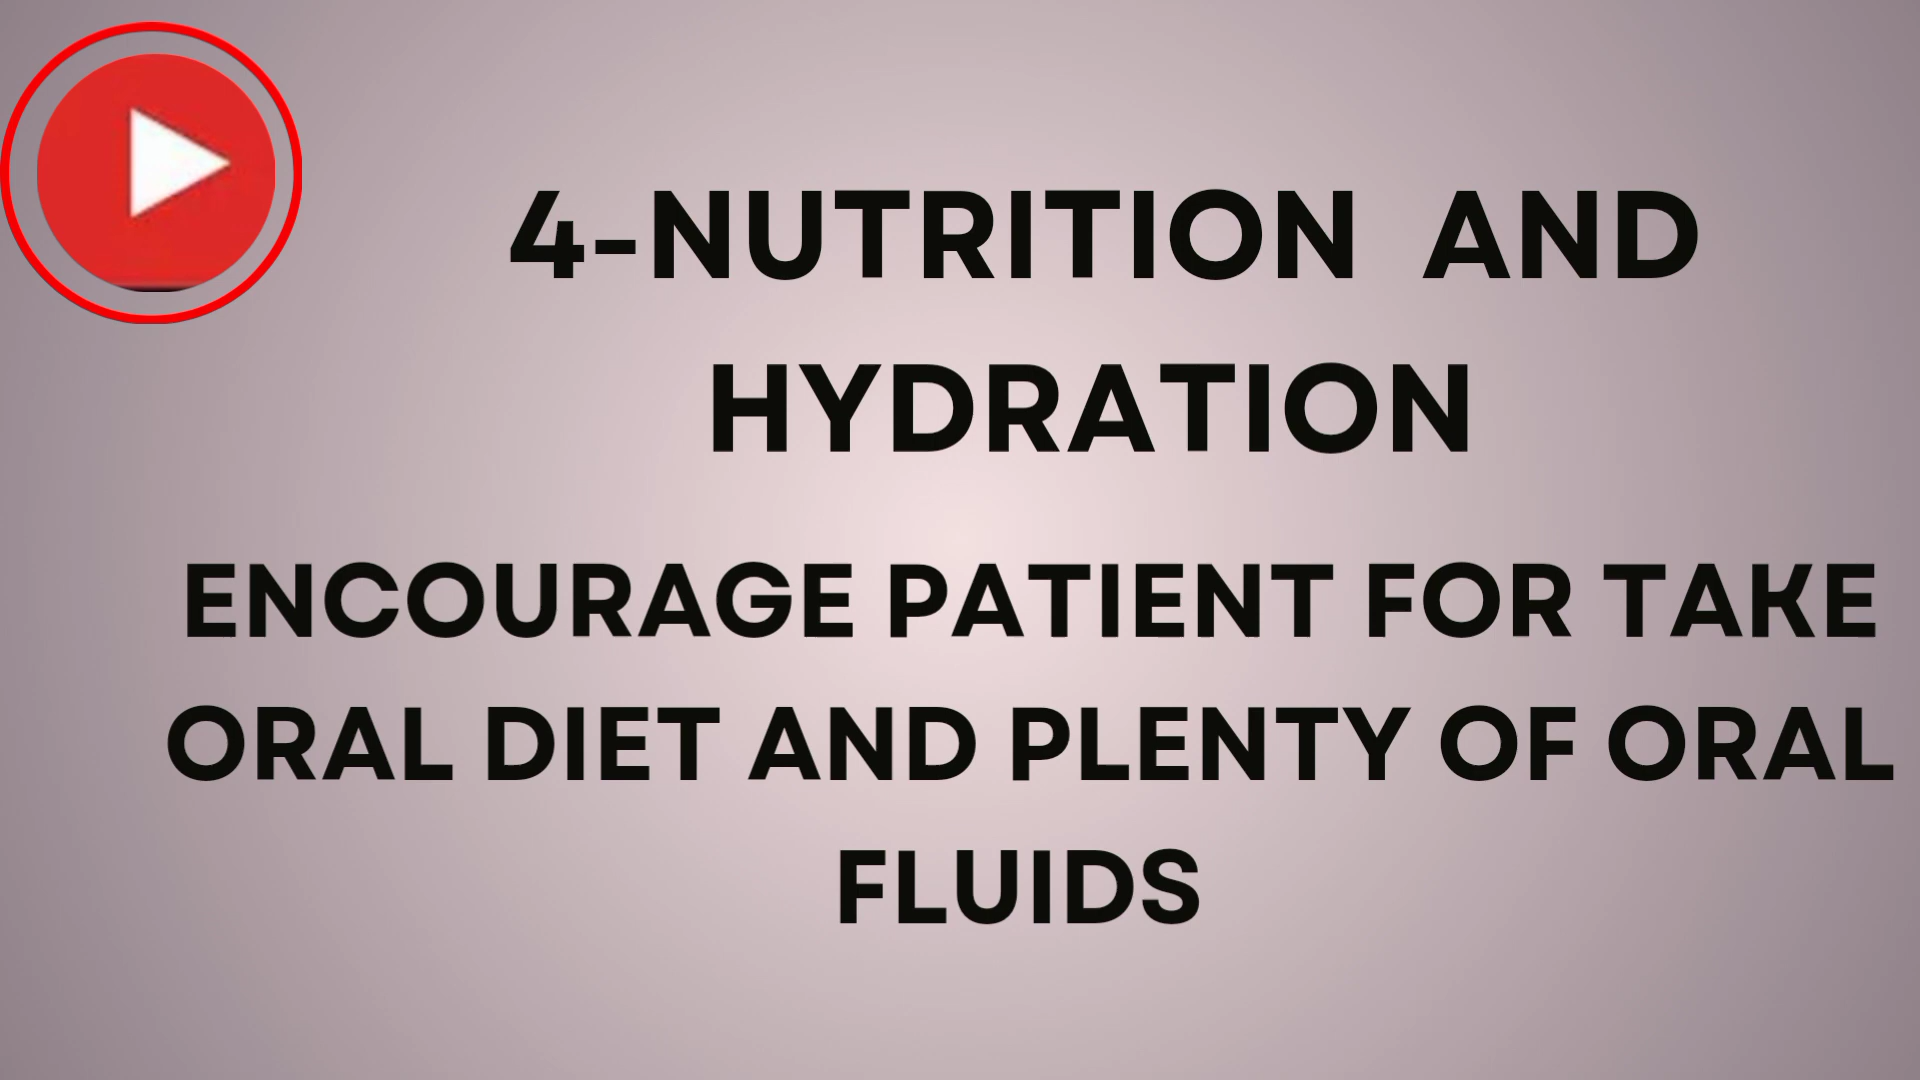 4-NUTRITION AND
HYDRATION
ENCOURAGE PATIENT FOR TAKE
ORAL DIET AND PLENTY OF ORAL
FLUIDS